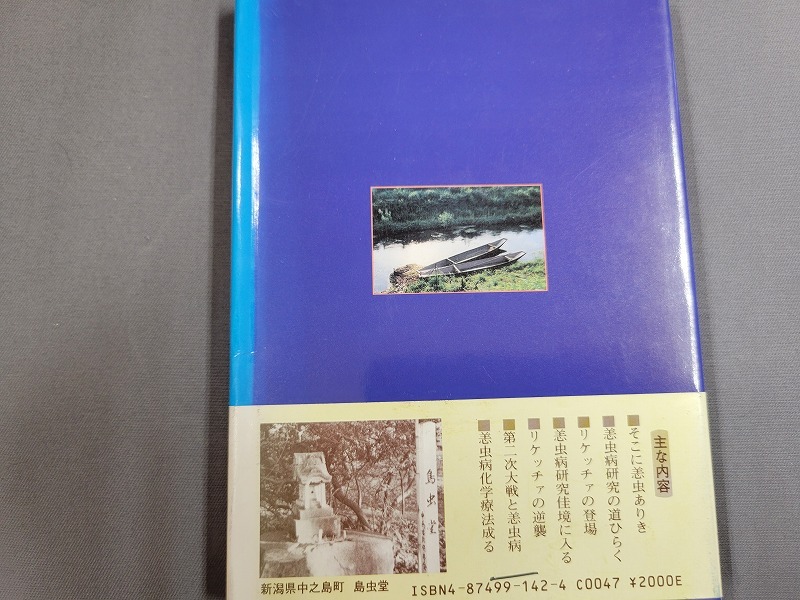 主な内容
■そこに恙虫ありき
■恙虫病研究の道ひらく
■リケッチァの登場
■恙虫病研究佳境に入る
■リケッチァの逆襲
■第二次大戦と恙虫病
■恙虫病化学療法成る
島虫堂
新潟県中之島町 島虫堂
ISBN4-87499-142-4 C0047 ¥2000E